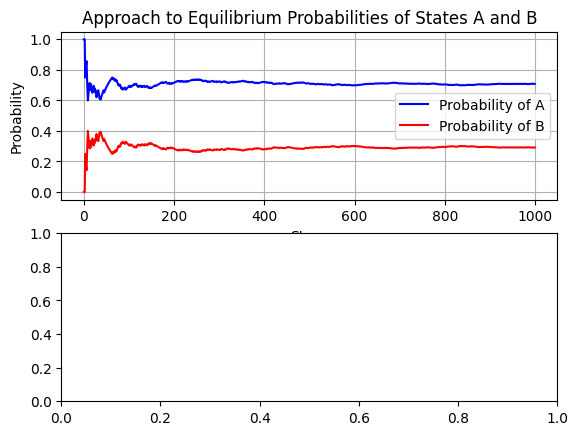 Approach to Equilibrium Probabilities of States A and B
1.0
0.8
0.6
0.4
0.2
0.0
Probability
Probability of A
Probability of B
0 200 400 600 800 1000
1.0
0.8
0.6
0.4
0.2
0.0
0.0 0.2 0.4 0.6 0.8 1.0